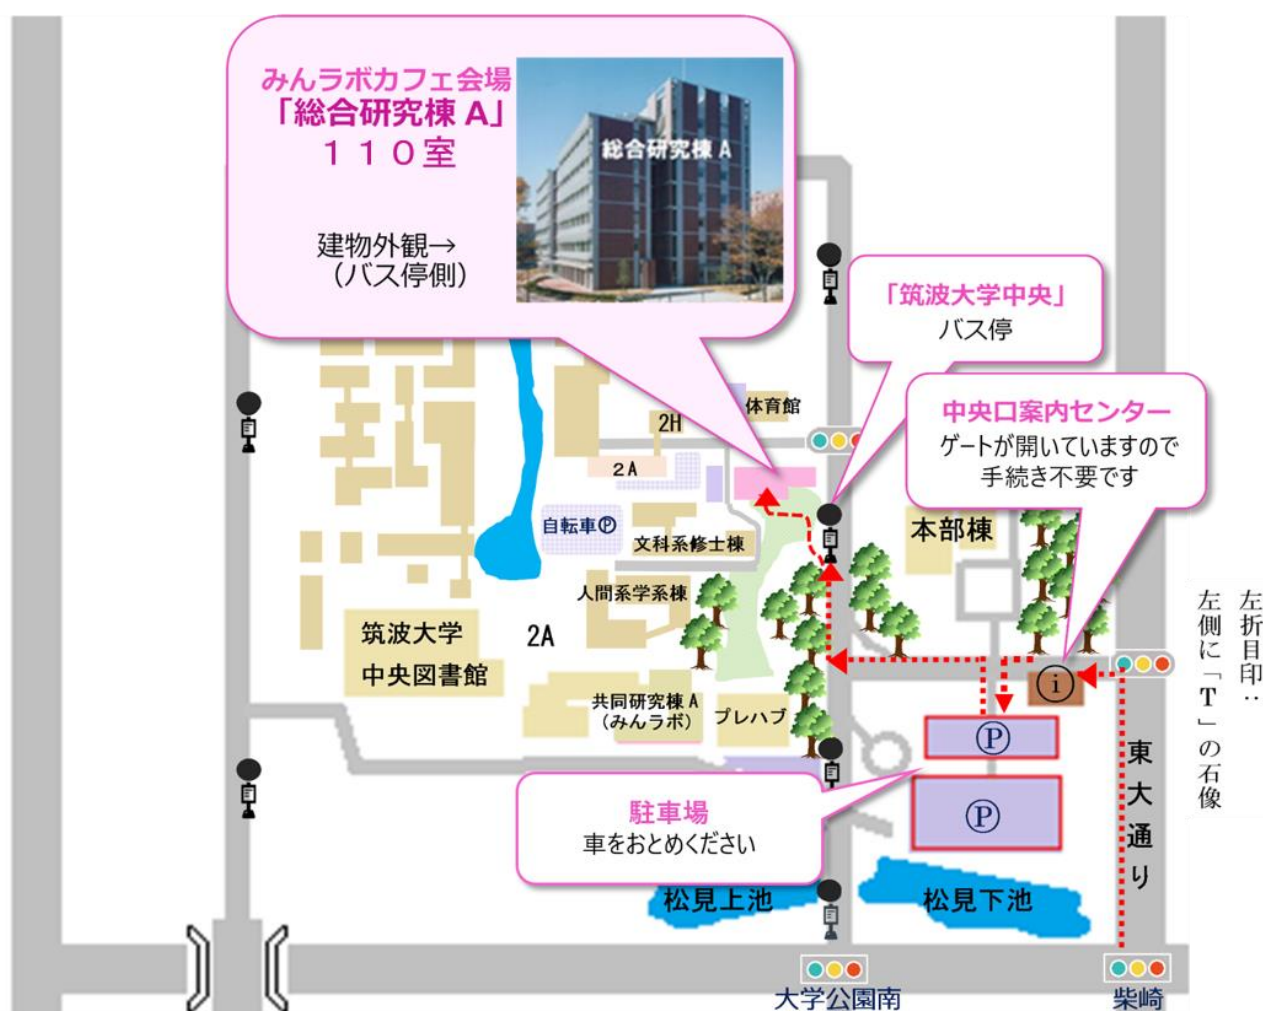 みんラボカフェ会場
「総合研究棟 A」
１１０室
建物外観→
（バス停側）
総合研究棟 A
「筑波大学中央」
バス停
中央口案内センター
ゲートが開いていますので
手続き不要です
体育館
2H
2A
自転車Ⓟ
文科系修士棟
本部棟
人間系学系棟
2A
筑波大学
中央図書館
共同研究棟 A
（みんラボ）
プレハブ
i
Ⓟ
Ⓟ
駐車場
車をおとめください
東大通り
左折目印：
左側に「T」の石像
松見上池
松見下池
大学公園南
柴崎